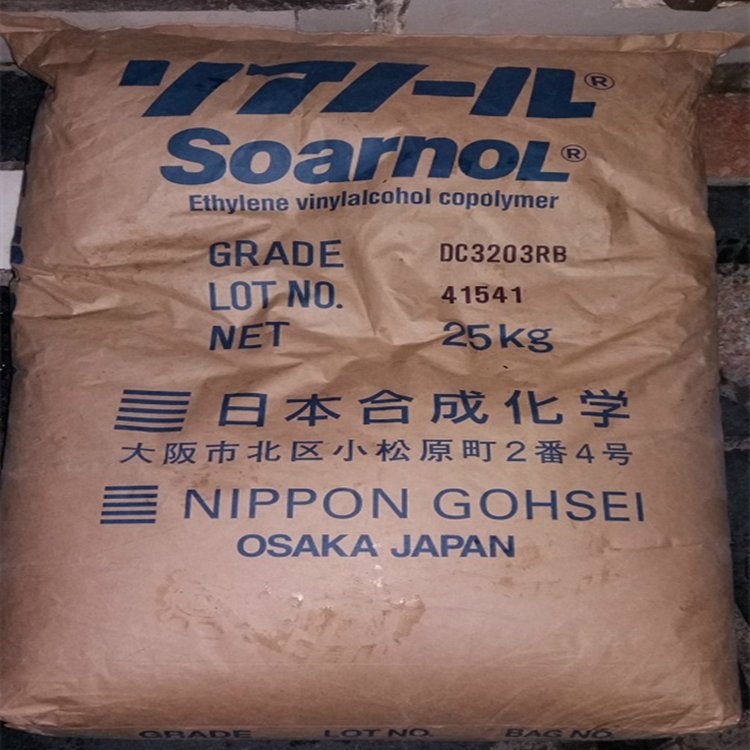 ソアノール®
Soarnol®
Ethylene vinylalcohol copolymer
GRADE DC3203RB
LOT NO. 41541
NET 25kg
日本合成化学
大阪市北区小松原町2番4号
NIPPON GOHSEI
OSAKA JAPAN
GRADE LOT NO. BAG NO.